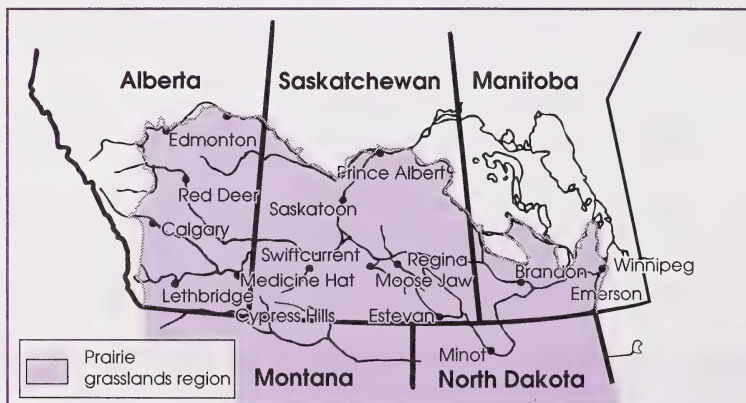 Alberta
Saskatchewan
Manitoba
Edmonton
Prince Albert
Red Deer
Saskatoon
Calgary
Swiftcurrent
Regina
Winnipeg
Medicine Hat
Moose Jaw
Brandon
Lethbridge
Emerson
Cypress Hills
Estevan
Minot
Prairie
grasslands region
Montana
North Dakota